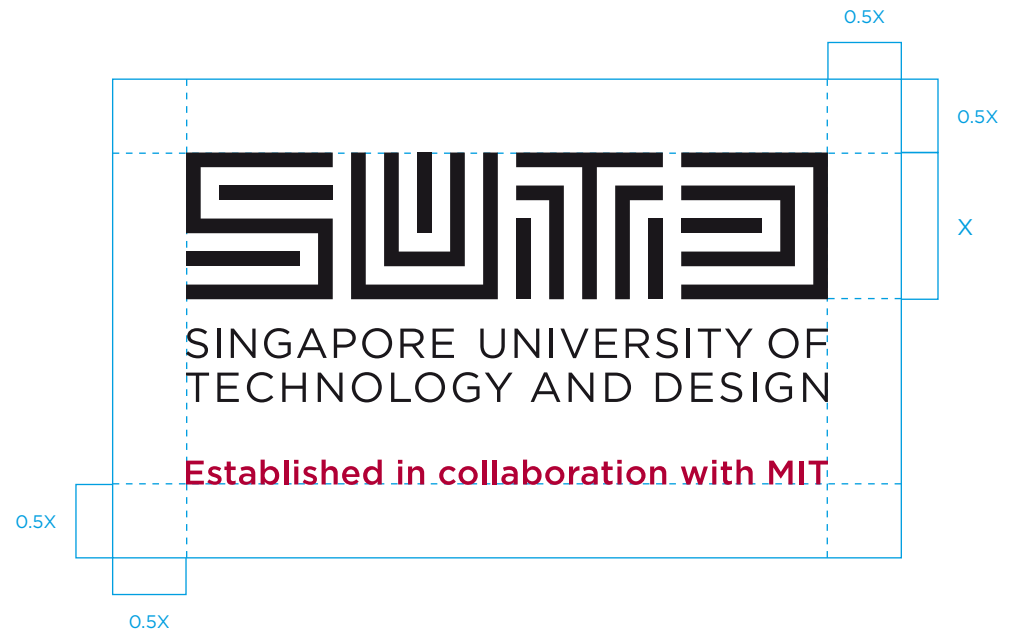 0.5X
0.5X
SUTD
X
SINGAPORE UNIVERSITY OF
TECHNOLOGY AND DESIGN
Established in collaboration with MIT
0.5X
0.5X